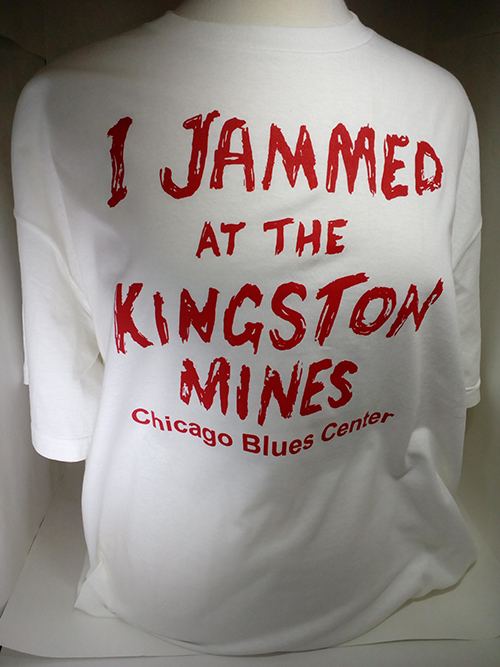 I JAMMED
AT THE
KINGSTON
MINES
Chicago Blues Center